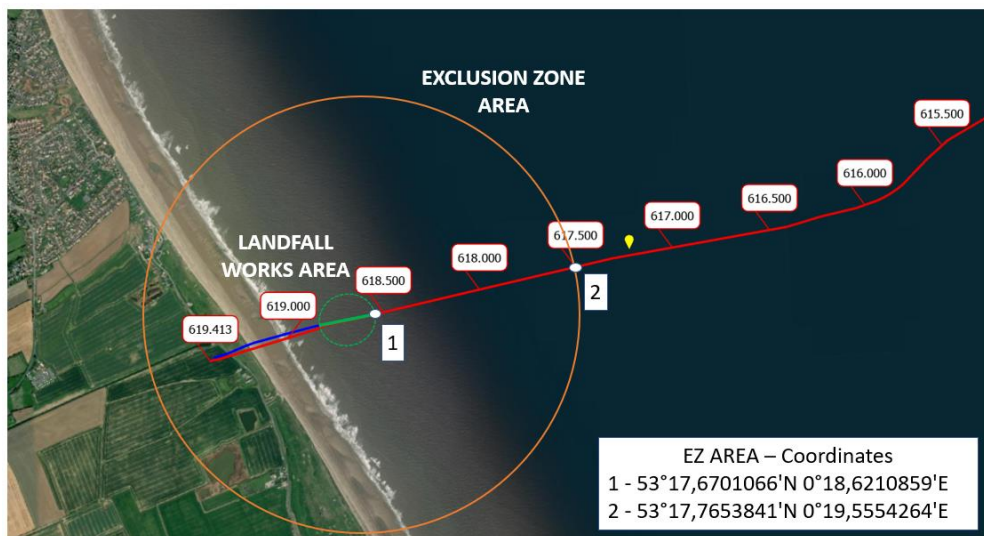 EXCLUSION ZONE
AREA
615.500
616.000
616.500
617.000
617.500
618.000
LANDFALL
WORKS AREA
618.500
619.000
619.413
1
2
EZ AREA – Coordinates
1 - 53°17,6701066'N 0°18,6210859'E
2 - 53°17,7653841'N 0°19,5554264'E